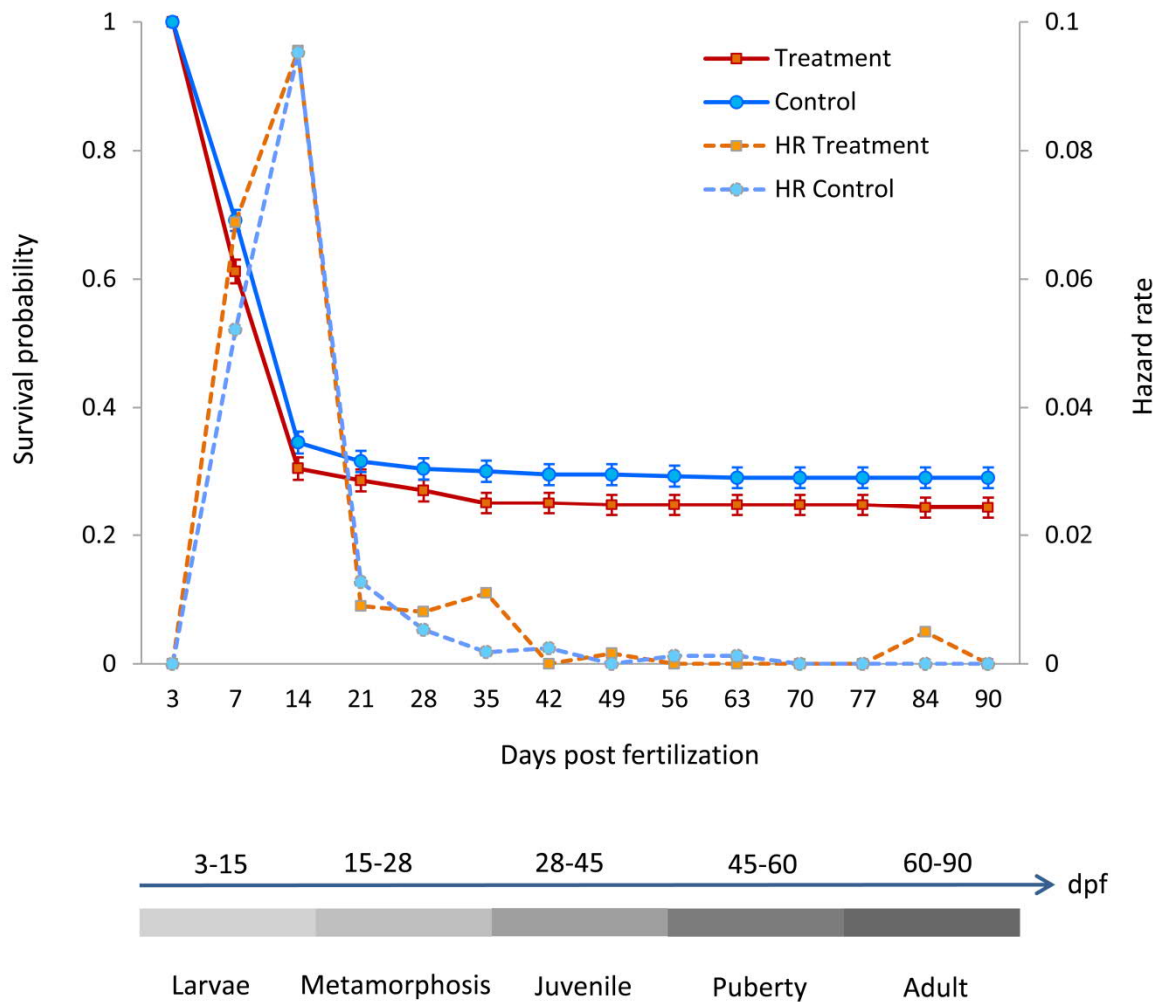 1
0.8
0.6
0.4
0.2
0
Survival probability
0.1
0.08
0.06
0.04
0.02
0
Hazard rate
Treatment
Control
HR Treatment
HR Control
3 7 14 21 28 35 42 49 56 63 70 77 84 90
Days post fertilization
3-15 15-28 28-45 45-60 60-90
dpf
Larvae Metamorphosis Juvenile Puberty Adult